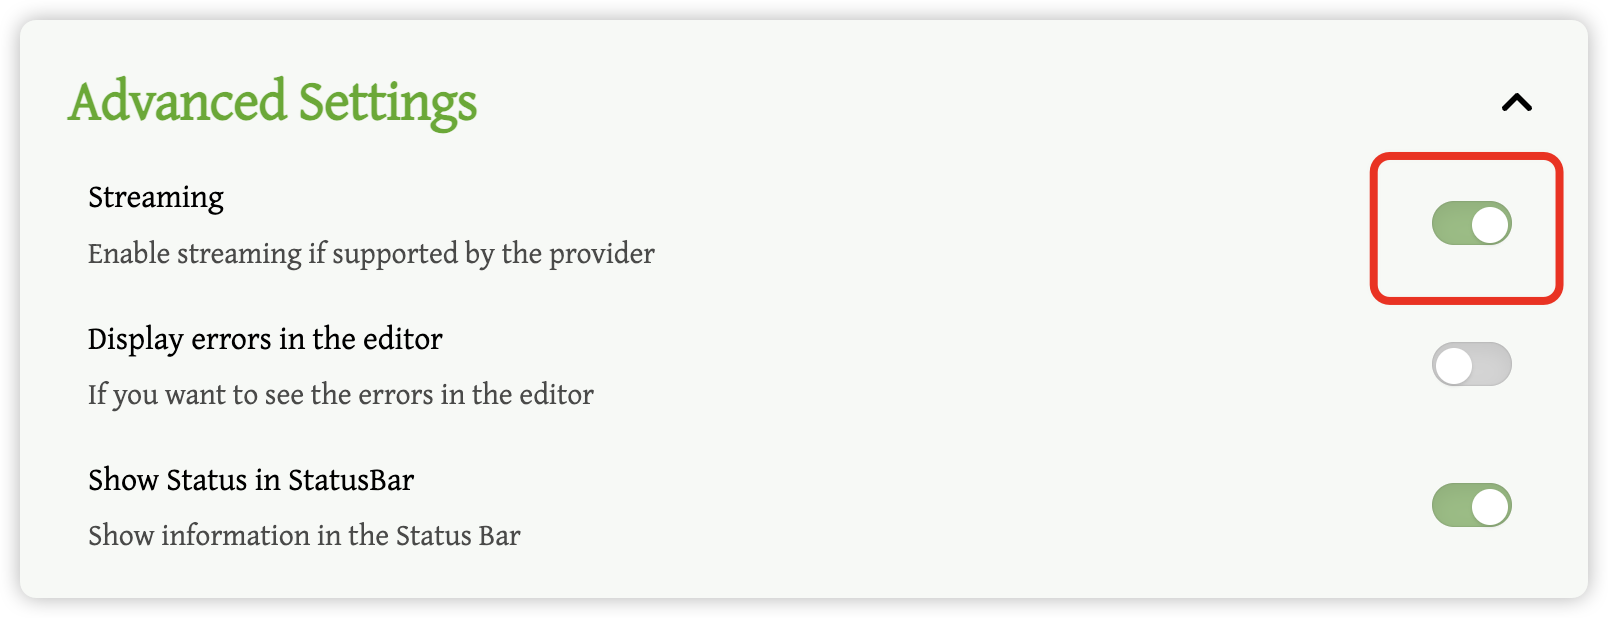 Advanced Settings
Streaming
Enable streaming if supported by the provider
Display errors in the editor
If you want to see the errors in the editor
Show Status in StatusBar
Show information in the Status Bar